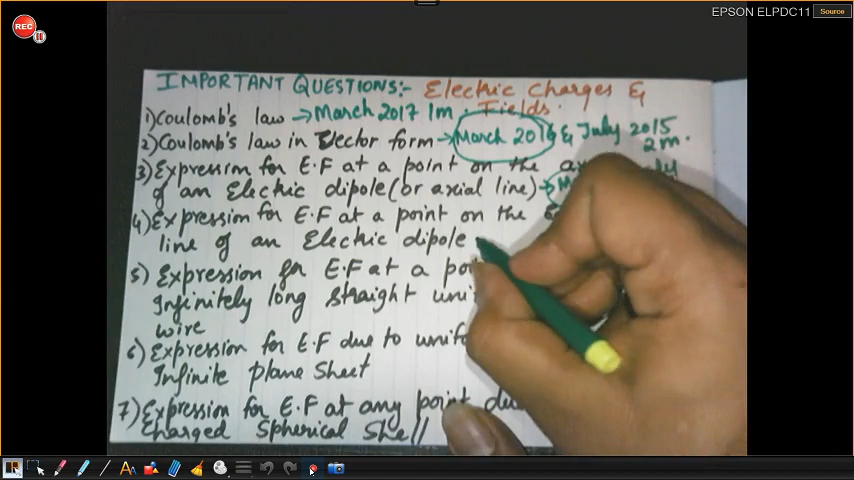 REC
EPSON ELPDC11
Source
IMPORTANT QUESTIONS:- Electric Charges &
Fields.
1) Coulomb's law → March 2017 1m
2) Coulomb's law in Vector form → March 2016 & July 2015
2m.
3) Expression for E.F at a point on the
of an Electric dipole (or axial line) →
4) Expression for E.F at a point on the
line of an Electric dipole
5) Expression for E.F at a
Infinitely long straight
wire
6) Expression for E.F due to
Infinite plane Sheet
7) Expression for E.F at any point
Charged Spherical Shell